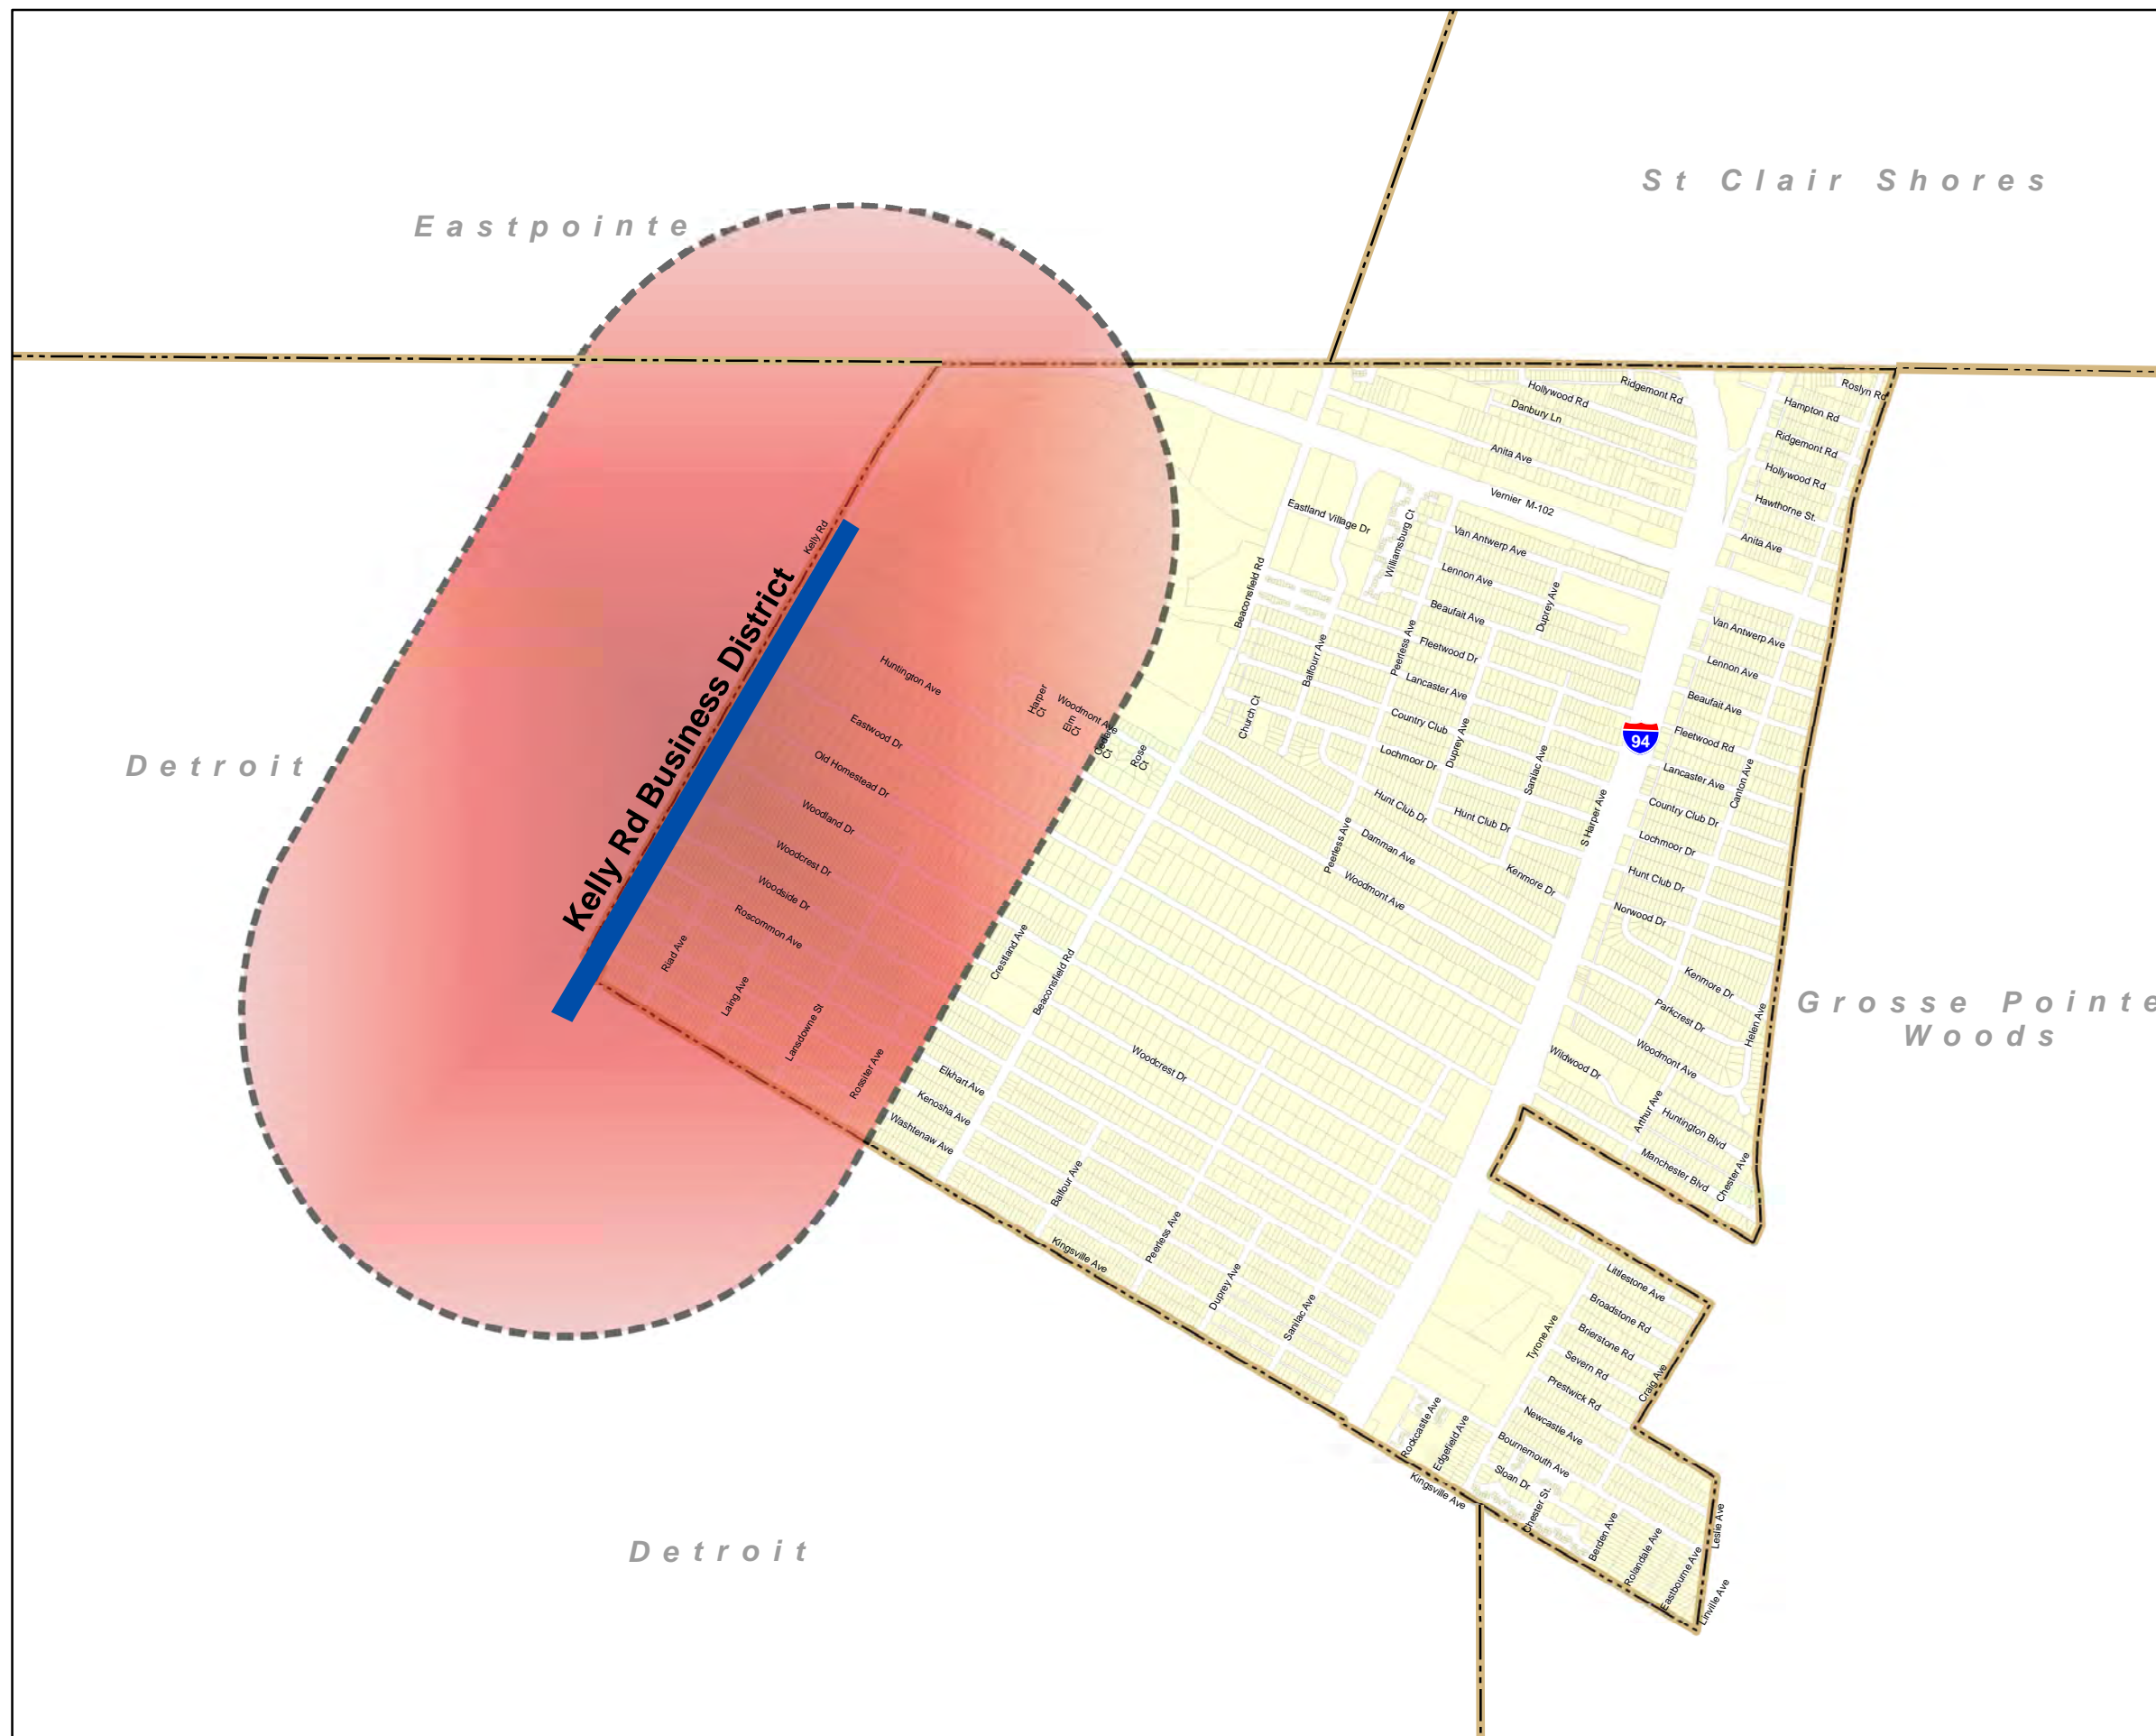 St Clair Shores
Eastpointe
Roslyn Rd
Ridgemont Rd
Hollywood Rd
Hampton Rd
Danbury Ln
Ridgemont Rd
Anita Ave
Hollywood Rd
Vernier M-102
Hawthorne St.
Eastland Village Dr
Williamsburg Ct
Van Antwerp Ave
Anita Ave
Kelly Rd
Lennon Ave
Beaconsfield Rd
Duprey Ave
Beaufait Ave
Van Antwerp Ave
Peerless Ave
Fleetwood Dr
Balfourr Ave
Lennon Ave
Kelly Rd Business District
Huntington Ave
Lancaster Ave
Beaufait Ave
Harper
Ct
Woodmont Ave
Elm
Ct
Church Ct
Country Club
Duprey Ave
Eastwood Dr
94
Fleetwood Rd
Ct
Rose
Ct
Lochmoor Dr
Sanilac Ave
Lancaster Ave
Canton Ave
Detroit
Old Homestead Dr
Hunt Club Dr
Hunt Club Dr
S Harper Ave
Country Club Dr
Woodland Dr
Peerless Ave
Damman Ave
Lochmoor Dr
Woodcrest Dr
Woodmont Ave
Kenmore Dr
Hunt Club Dr
Woodside Dr
Norwood Dr
Roscommon Ave
Riad Ave
Crestland Ave
Beaconsfield Rd
Kenmore Dr
Laing Ave
Parkcrest Dr
Helen Ave
Grosse Pointe
Woods
Lansdowne St
Rossiter Ave
Woodcrest Dr
Wildwood Dr
Woodmont Ave
Elkhart Ave
Kenosha Ave
Arthur Ave
Huntington Blvd
Washtenaw Ave
Manchester Blvd
Chester Ave
Balfour Ave
Peerless Ave
Kingsville Ave
Duprey Ave
Sanilac Ave
Littlestone Ave
Broadstone Rd
Tyrone Ave
Brierstone Rd
Severn Rd
Craig Ave
Prestwick Rd
Rockcastle Ave
Edgefield Ave
Newcastle Ave
Bournemouth Ave
Kingsville Ave
Sloan Dr
Chester St.
Detroit
Berden Ave
Rolandale Ave
Eastbourne Ave
Leslie Ave
Linville Ave